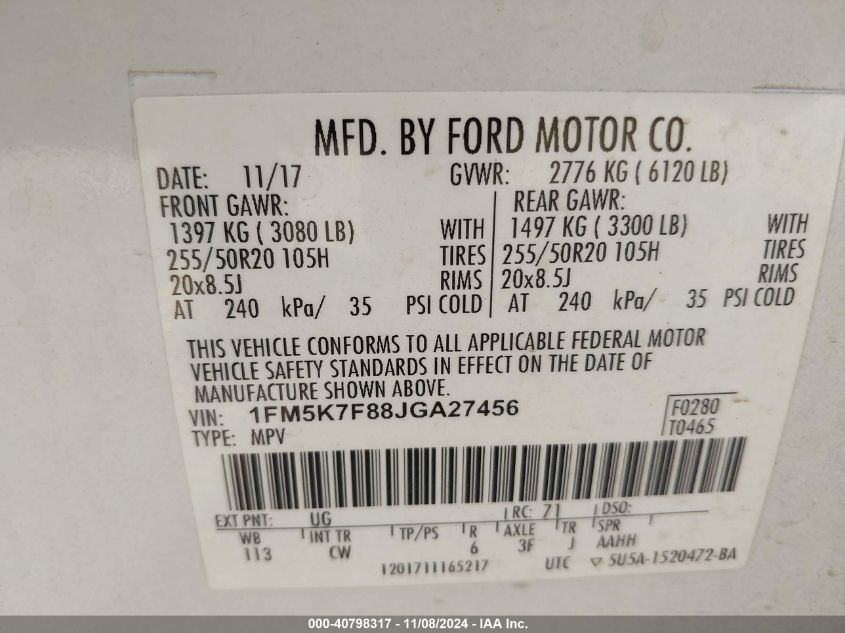 MFD. BY FORD MOTOR CO.
DATE: 11/17 GVWR: 2776 KG ( 6120 LB)
FRONT GAWR: REAR GAWR:
1397 KG ( 3080 LB) WITH 1497 KG ( 3300 LB) WITH
255/50R20 105H TIRES 255/50R20 105H TIRES
20x8.5J RIMS 20x8.5J RIMS
AT 240 kPa/ 35 PSI COLD AT 240 kPa/ 35 PSI COLD
THIS VEHICLE CONFORMS TO ALL APPLICABLE FEDERAL MOTOR
VEHICLE SAFETY STANDARDS IN EFFECT ON THE DATE OF
MANUFACTURE SHOWN ABOVE.
VIN: 1FM5K7F88JGA27456 F0280
TYPE: MPV T0465
EXT PNT: UG RC: 71 DSO:
WB INT TR TP/PS R AXLE TR SPR
113 CW 6 3F J AAHH
1201711165217 UTC ▽ 5U5A-1520472-BA
000-40798317 - 11/08/2024 - IAA Inc.